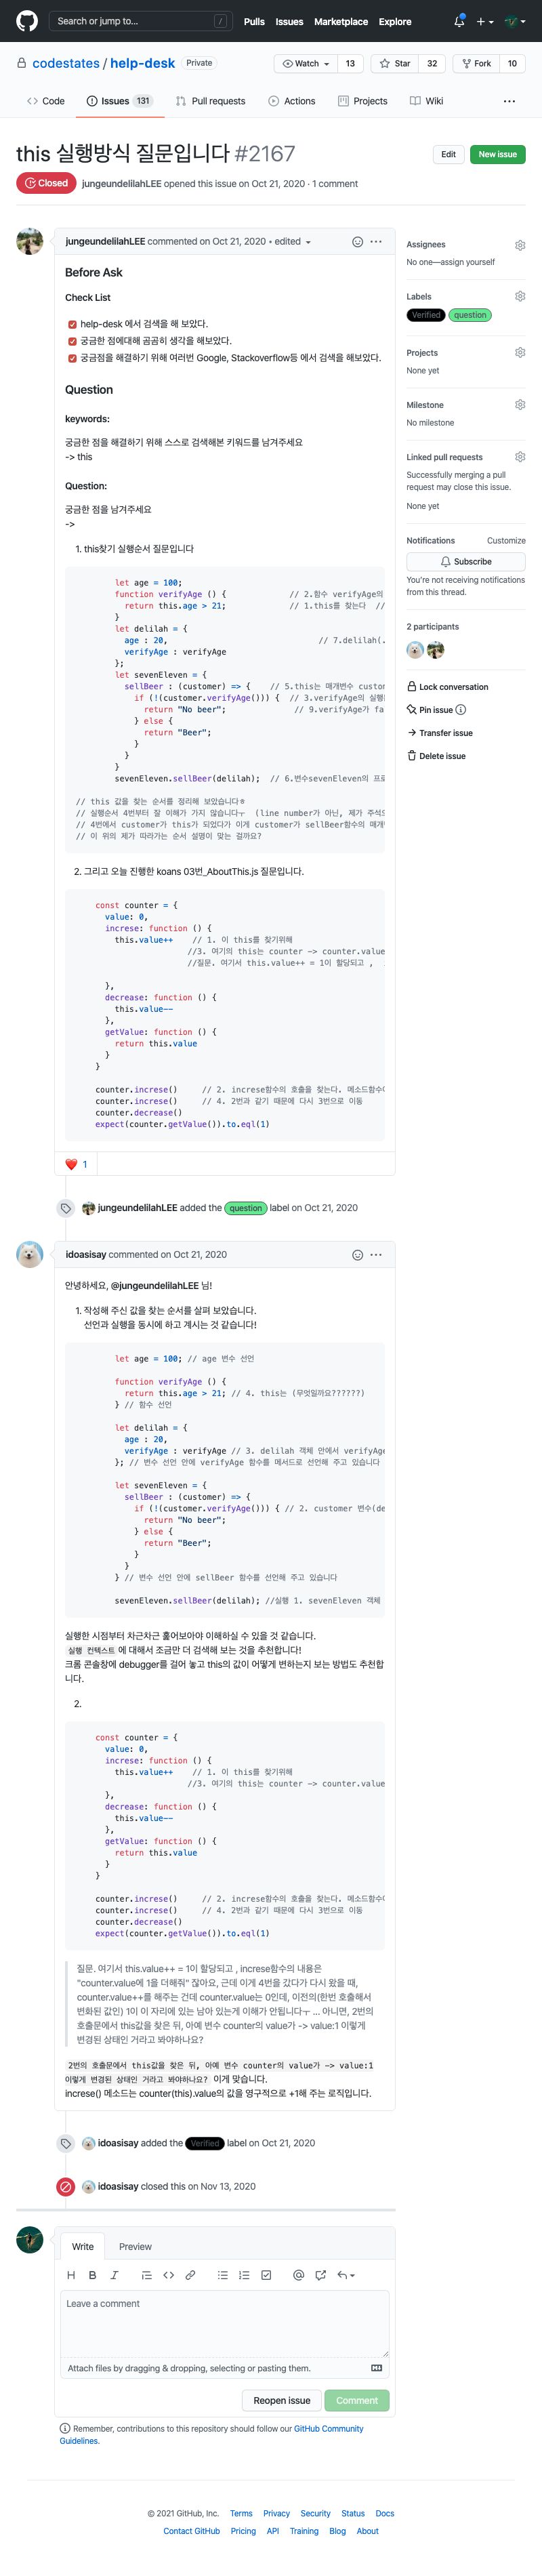 Search or jump to... /
Pulls Issues Marketplace Explore
codestates / help-desk Private
Watch 13 Star 32 Fork 10
Code Issues 131 Pull requests Actions Projects Wiki
this 실행방식 질문입니다 #2167
Edit New issue
Closed jungeundelilahLEE opened this issue on Oct 21, 2020 · 1 comment
jungeundelilahLEE commented on Oct 21, 2020 • edited
Before Ask
Check List
help-desk 에서 검색을 해 보았다.
궁금한 점에대해 곰곰히 생각을 해보았다.
궁금점을 해결하기 위해 여러번 Google, Stackoverflow등 에서 검색을 해보았다.
Question
keywords:
궁금한 점을 해결하기 위해 스스로 검색해본 키워드를 남겨주세요
-> this
Question:
궁금한 점을 남겨주세요
->
1. this찾기 실행순서 질문입니다
let age = 100;
function verifyAge () { // 2.함수 verifyAge의
return this.age > 21; // 1.this를 찾는다 //
}
let delilah = {
age : 20, // 7.delilah(.
verifyAge : verifyAge
};
let sevenEleven = {
sellBeer : (customer) => { // 5.this는 매개변수 custom
if (!(customer.verifyAge())) { // 3.verifyAge의 실행
return "No beer"; // 9.verifyAge가 fa
} else {
return "Beer";
}
}
}
sevenEleven.sellBeer(delilah); // 6.변수sevenEleven의 프로
// this 값을 찾는 순서를 정리해 보았습니다ㅎ
// 실행순서 4번부터 잘 이해가 가지 않습니다ㅜ (line number가 아닌, 제가 주석으
// 4번에서 customer가 this가 되었다가 이게 customer가 sellBeer함수의 매개변
// 이 위의 제가 따라가는 순서 설명이 맞는 걸까요?
2. 그리고 오늘 진행한 koans 03번_AboutThis.js 질문입니다.
const counter = {
value: 0,
increse: function () {
this.value++ // 1. 이 this를 찾기위해
//3. 여기의 this는 counter -> counter.value
//질문. 여기서 this.value++ = 1이 할당되고 ,
},
decrease: function () {
this.value--
},
getValue: function () {
return this.value
}
}
counter.increse() // 2. increse함수의 호출을 찾는다. 메소드함수이
counter.increse() // 4. 2번과 같기 때문에 다시 3번으로 이동
counter.decrease()
expect(counter.getValue()).to.eql(1)
❤️ 1
jungeundelilahLEE added the question label on Oct 21, 2020
idoasisay commented on Oct 21, 2020
안녕하세요, @jungeundelilahLEE 님!
1. 작성해 주신 값을 찾는 순서를 살펴 보았습니다.
선언과 실행을 동시에 하고 계시는 것 같습니다!
let age = 100; // age 변수 선언
function verifyAge () {
return this.age > 21; // 4. this는 (무엇일까요??????)
} // 함수 선언
let delilah = {
age : 20,
verifyAge : verifyAge // 3. delilah 객체 안에서 verifyAge
}; // 변수 선언 안에 verifyAge 함수를 메서드로 선언해 주고 있습니다
let sevenEleven = {
sellBeer : (customer) => {
if (!(customer.verifyAge())) { // 2. customer 변수(de
return "No beer";
} else {
return "Beer";
}
}
} // 변수 선언 안에 sellBeer 함수를 선언해 주고 있습니다
sevenEleven.sellBeer(delilah); //실행 1. sevenEleven 객체
실행한 시점부터 차근차근 훑어보아야 이해하실 수 있을 것 같습니다.
실행 컨텍스트 에 대해서 조금만 더 검색해 보는 것을 추천합니다!
크롬 콘솔창에 debugger를 걸어 놓고 this의 값이 어떻게 변하는지 보는 방법도 추천합
니다.
2.
const counter = {
value: 0,
increse: function () {
this.value++ // 1. 이 this를 찾기위해
//3. 여기의 this는 counter -> counter.value
},
decrease: function () {
this.value--
},
getValue: function () {
return this.value
}
}
counter.increse() // 2. increse함수의 호출을 찾는다. 메소드함수이
counter.increse() // 4. 2번과 같기 때문에 다시 3번으로 이동
counter.decrease()
expect(counter.getValue()).to.eql(1)
질문. 여기서 this.value++ = 1이 할당되고 , increse함수의 내용은
"counter.value에 1을 더해줘" 잖아요, 근데 이게 4번을 갔다가 다시 왔을 때,
counter.value++를 해주는 건데 counter.value는 0인데, 이전의(한번 호출해서
변화된 값인) 1이 이 자리에 있는 남아 있는게 이해가 안됩니다ㅜ ... 아니면, 2번의
호출문에서 this값을 찾은 뒤, 아예 변수 counter의 value가 -> value:1 이렇게
변경된 상태인 거라고 봐야하나요?
2번의 호출문에서 this값을 찾은 뒤, 아예 변수 counter의 value가 -> value:1
이렇게 변경된 상태인 거라고 봐야하나요? 이게 맞습니다.
increse() 메소드는 counter(this).value의 값을 영구적으로 +1해 주는 로직입니다.
idoasisay added the Verified label on Oct 21, 2020
idoasisay closed this on Nov 13, 2020
Write Preview
Leave a comment
Attach files by dragging & dropping, selecting or pasting them.
Reopen issue Comment
Remember, contributions to this repository should follow our GitHub Community
Guidelines.
Assignees
No one—assign yourself
Labels
Verified question
Projects
None yet
Milestone
No milestone
Linked pull requests
Successfully merging a pull
request may close this issue.
None yet
Notifications Customize
Subscribe
You're not receiving notifications
from this thread.
2 participants
Lock conversation
Pin issue
Transfer issue
Delete issue
© 2021 GitHub, Inc. Terms Privacy Security Status Docs
Contact GitHub Pricing API Training Blog About